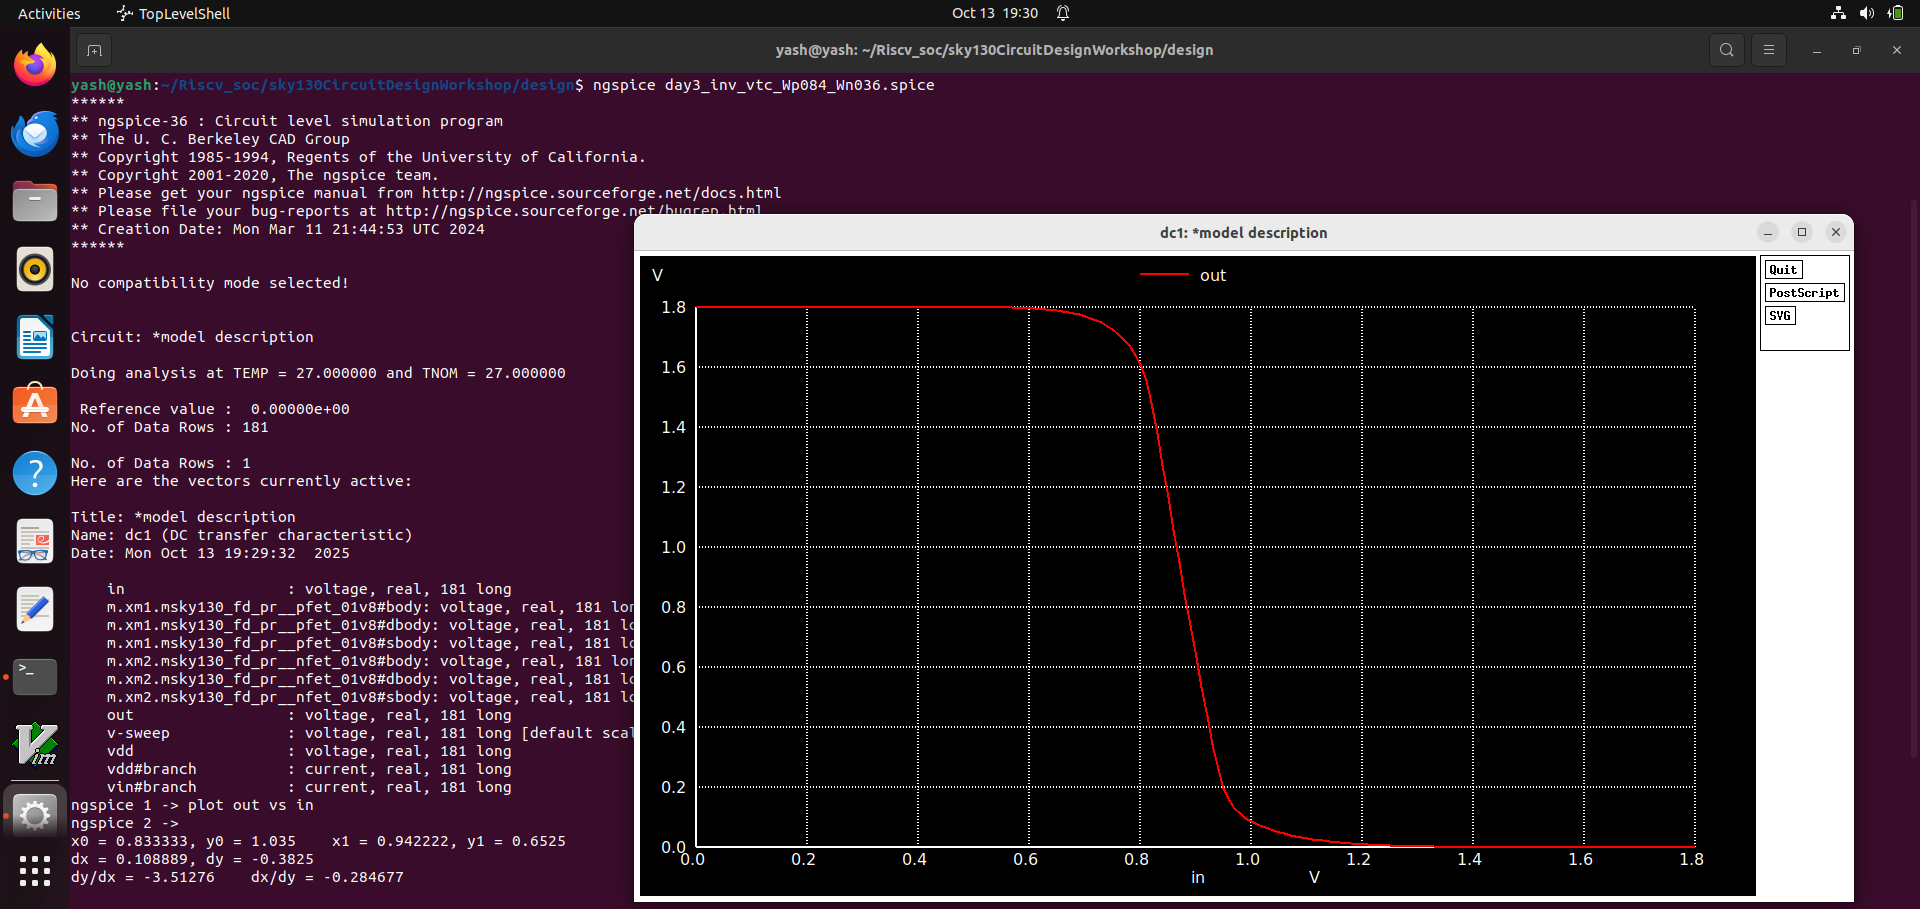 Activities
TopLevelShell
Oct 13 19:30
yash@yash: ~/Riscv_soc/sky130CircuitDesignWorkshop/design
yash@yash:~/Riscv_soc/sky130CircuitDesignWorkshop/design$ ngspice day3_inv_vtc_Wp084_Wn036.spice
******
** ngspice-36 : Circuit level simulation program
** The U. C. Berkeley CAD Group
** Copyright 1985-1994, Regents of the University of California.
** Copyright 2001-2020, The ngspice team.
** Please get your ngspice manual from http://ngspice.sourceforge.net/docs.html
** Please file your bug-reports at http://ngspice.sourceforge.net/bugrep.html
** Creation Date: Mon Mar 11 21:44:53 UTC 2024
******
No compatibility mode selected!
Circuit: *model description
Doing analysis at TEMP = 27.000000 and TNOM = 27.000000
Reference value : 0.00000e+00
No. of Data Rows : 181
No. of Data Rows : 1
Here are the vectors currently active:
Title: *model description
Name: dc1 (DC transfer characteristic)
Date: Mon Oct 13 19:29:32 2025
in : voltage, real, 181 long
m.xm1.msky130_fd_pr__pfet_01v8#body: voltage, real, 181 lon
m.xm1.msky130_fd_pr__pfet_01v8#dbody: voltage, real, 181 lo
m.xm1.msky130_fd_pr__pfet_01v8#sbody: voltage, real, 181 lo
m.xm2.msky130_fd_pr__nfet_01v8#body: voltage, real, 181 lon
m.xm2.msky130_fd_pr__nfet_01v8#dbody: voltage, real, 181 lo
m.xm2.msky130_fd_pr__nfet_01v8#sbody: voltage, real, 181 lo
out : voltage, real, 181 long
v-sweep : voltage, real, 181 long [default scal
vdd : voltage, real, 181 long
vdd#branch : current, real, 181 long
vin#branch : current, real, 181 long
ngspice 1 -> plot out vs in
ngspice 2 ->
x0 = 0.833333, y0 = 1.035 x1 = 0.942222, y1 = 0.6525
dx = 0.108889, dy = -0.3825
dy/dx = -3.51276 dx/dy = -0.284677
dc1: *model description
Quit
PostScript
SVG
V
out
1.8
1.6
1.4
1.2
1.0
0.8
0.6
0.4
0.2
0.0
0.0 0.2 0.4 0.6 0.8 1.0 1.2 1.4 1.6 1.8
in V
Vim